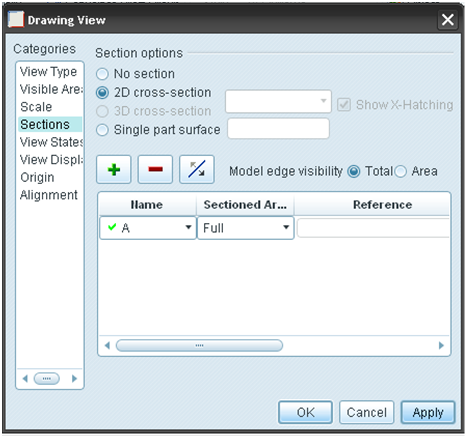 Drawing View
Categories
View Type
Visible Area
Scale
Sections
View States
View Displa
Origin
Alignment
Section options
No section
2D cross-section
3D cross-section
Show X-Hatching
Single part surface
Model edge visibility Total Area
Name Sectioned Ar... Reference
A Full
OK Cancel Apply